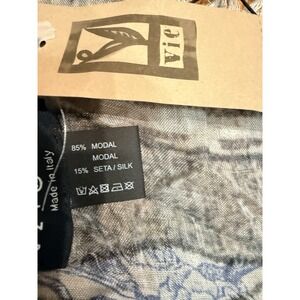 vie
85% MODAL
MODAL
15% SETA / SILK
Made in Italy